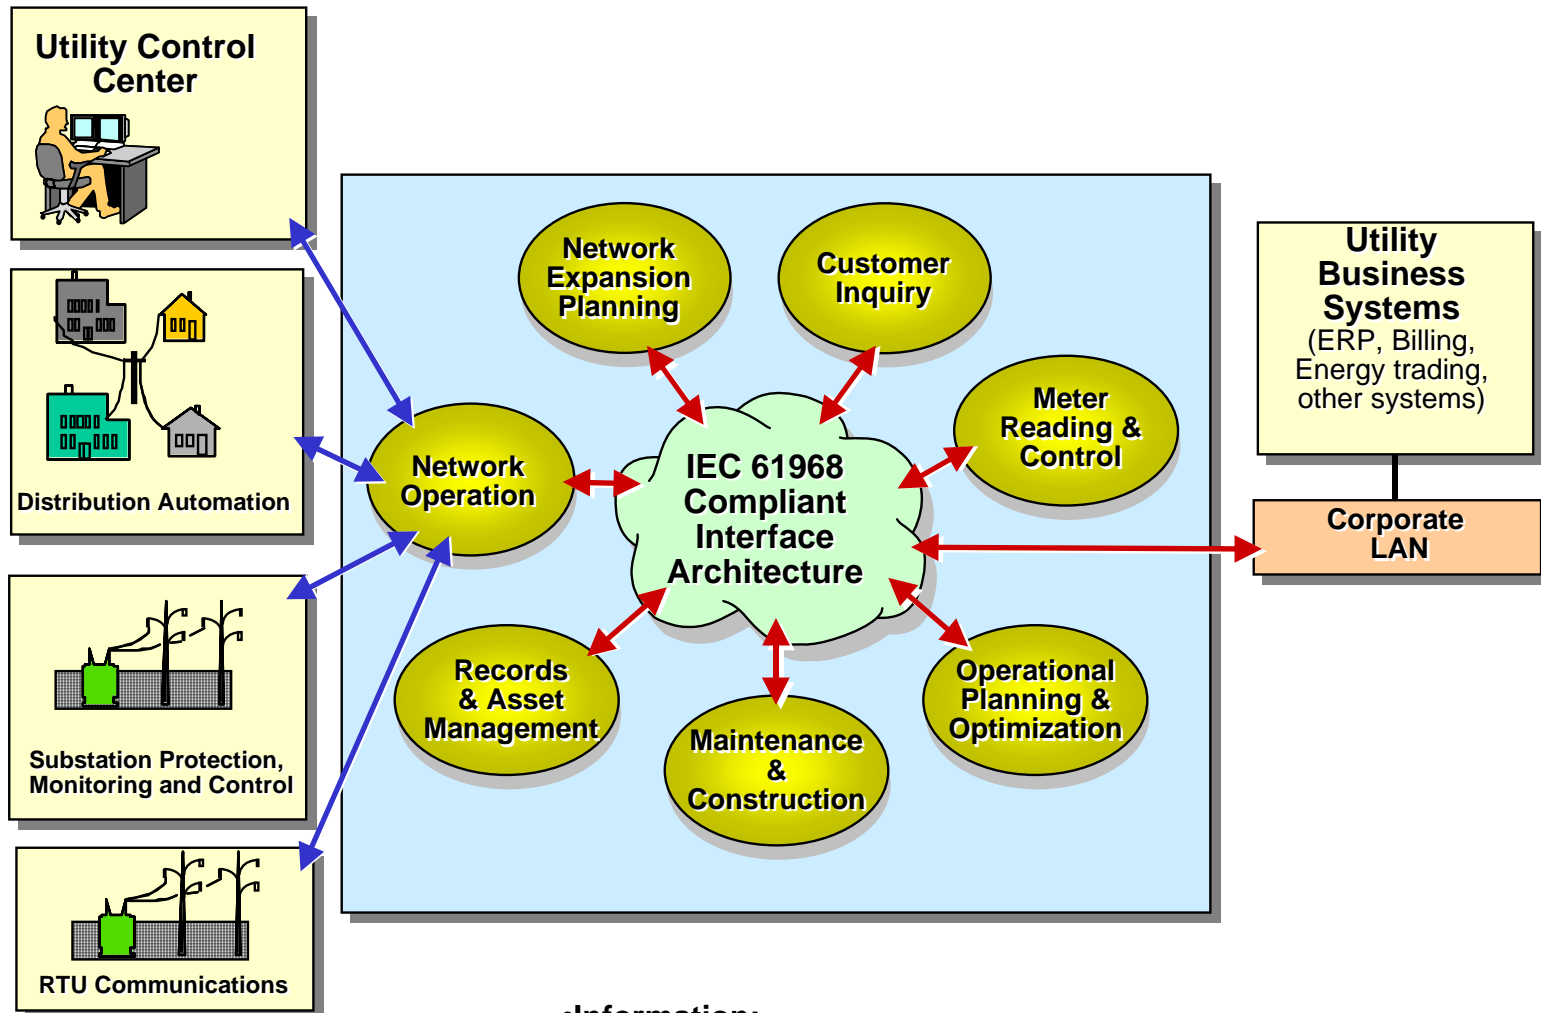 Utility Control
Center
Distribution Automation
Substation Protection,
Monitoring and Control
RTU Communications
Network
Expansion
Planning
Customer
Inquiry
Meter
Reading &
Control
Network
Operation
IEC 61968
Compliant
Interface
Architecture
Records
& Asset
Management
Maintenance
&
Construction
Operational
Planning &
Optimization
Utility
Business
Systems
(ERP, Billing,
Energy trading,
other systems)
Corporate
LAN
•Information: